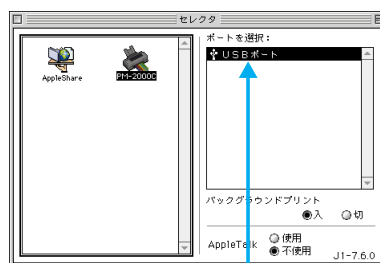 セレクタ
AppleShare
PM-2000C
ポートを選択：
USBポート
バックグラウンドプリント
入 切
AppleTalk 使用
不使用
J1-7.6.0